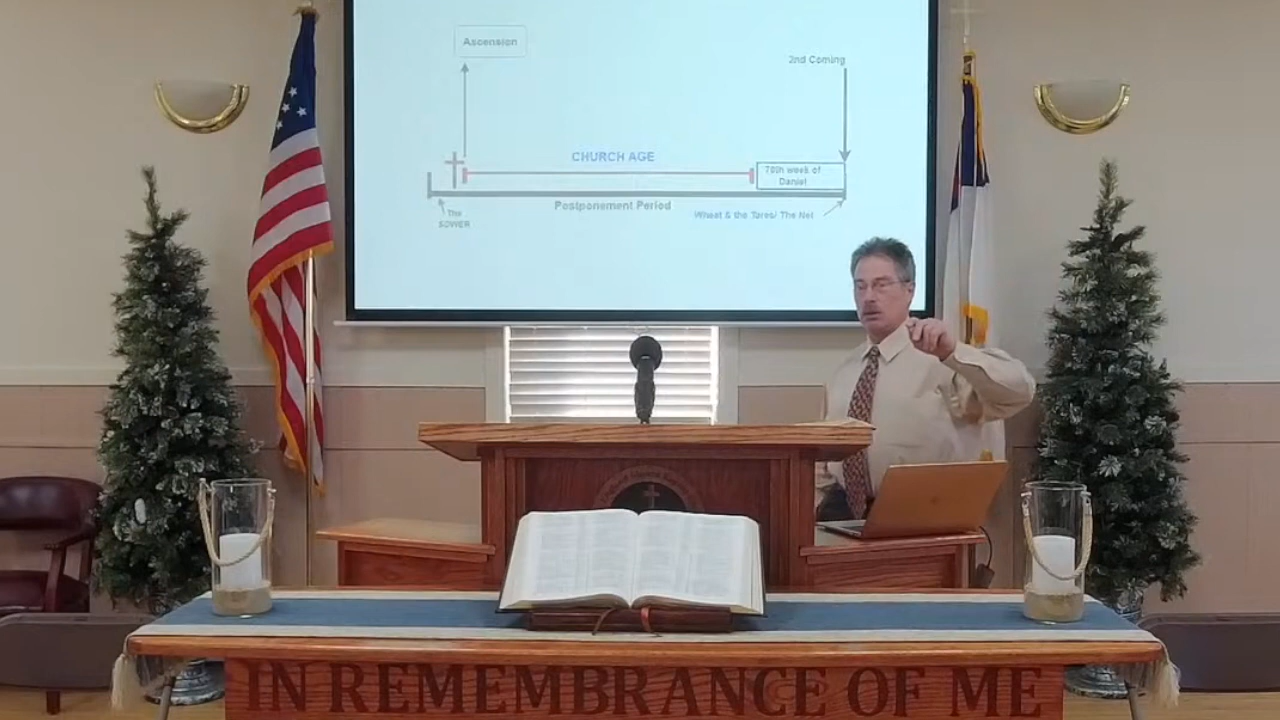 Ascension
2nd Coming
CHURCH AGE
70th week of
Daniel
The
SOWER
Postponement Period
Wheat & the Tares/ The Net
IN REMEMBRANCE OF ME